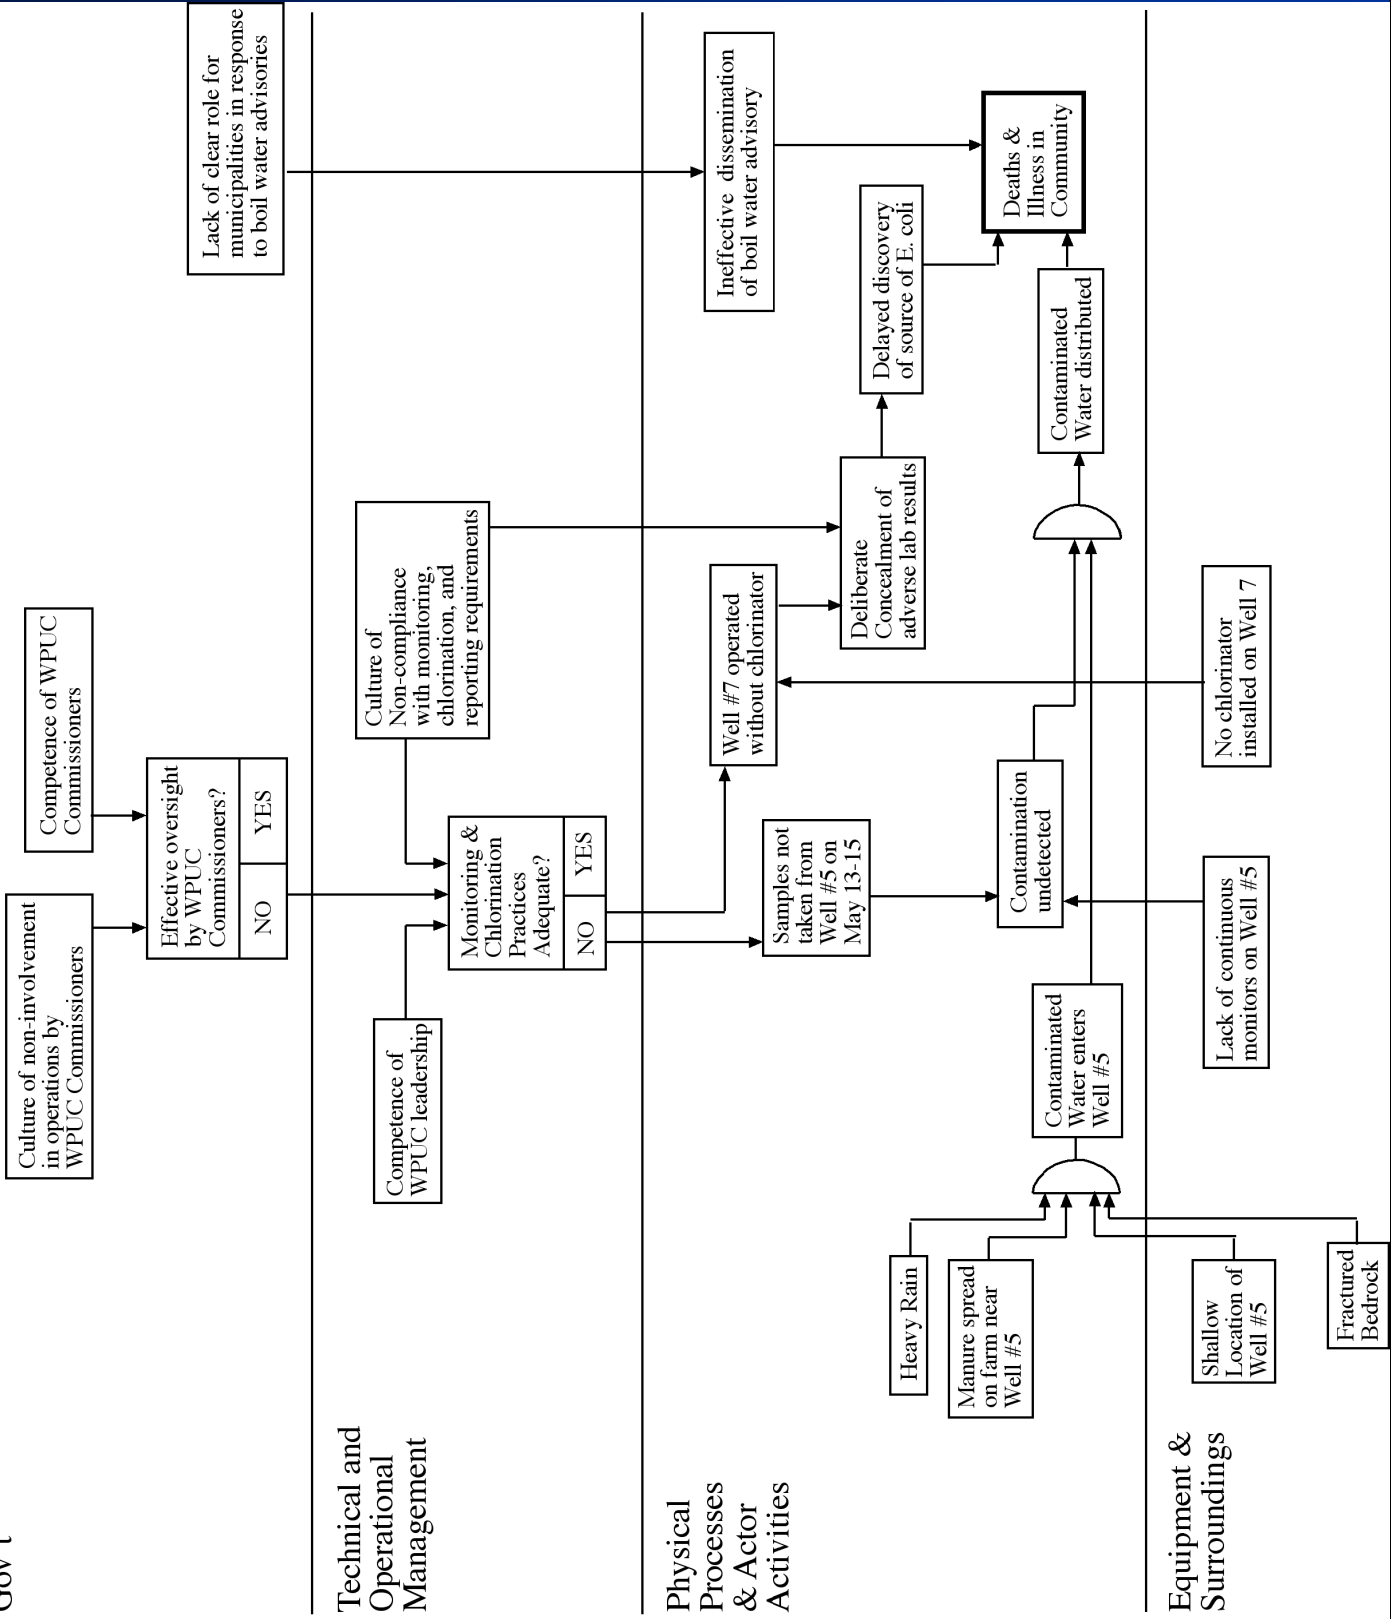 Gov't
Culture of non-involvement
in operations by
WPUC Commissioners
Competence of WPUC
Commissioners
Effective oversight
by WPUC
Commissioners?
NO
YES
Lack of clear role for
municipalities in response
to boil water advisories
Technical and
Operational
Management
Competence of
WPUC leadership
Monitoring &
Chlorination
Practices
Adequate?
NO
YES
Culture of
Non-compliance
with monitoring,
chlorination, and
reporting requirements
Physical
Processes
& Actor
Activities
Heavy Rain
Manure spread
on farm near
Well #5
Contaminated
Water enters
Well #5
Samples not
taken from
Well #5 on
May 13-15
Contamination
undetected
Well #7 operated
without chlorinator
Deliberate
Concealment of
adverse lab results
Delayed discovery
of source of E. coli
Ineffective dissemination
of boil water advisory
Contaminated
Water distributed
Deaths &
Illness in
Community
Equipment &
Surroundings
Shallow
Location of
Well #5
Fractured
Bedrock
Lack of continuous
monitors on Well #5
No chlorinator
installed on Well 7